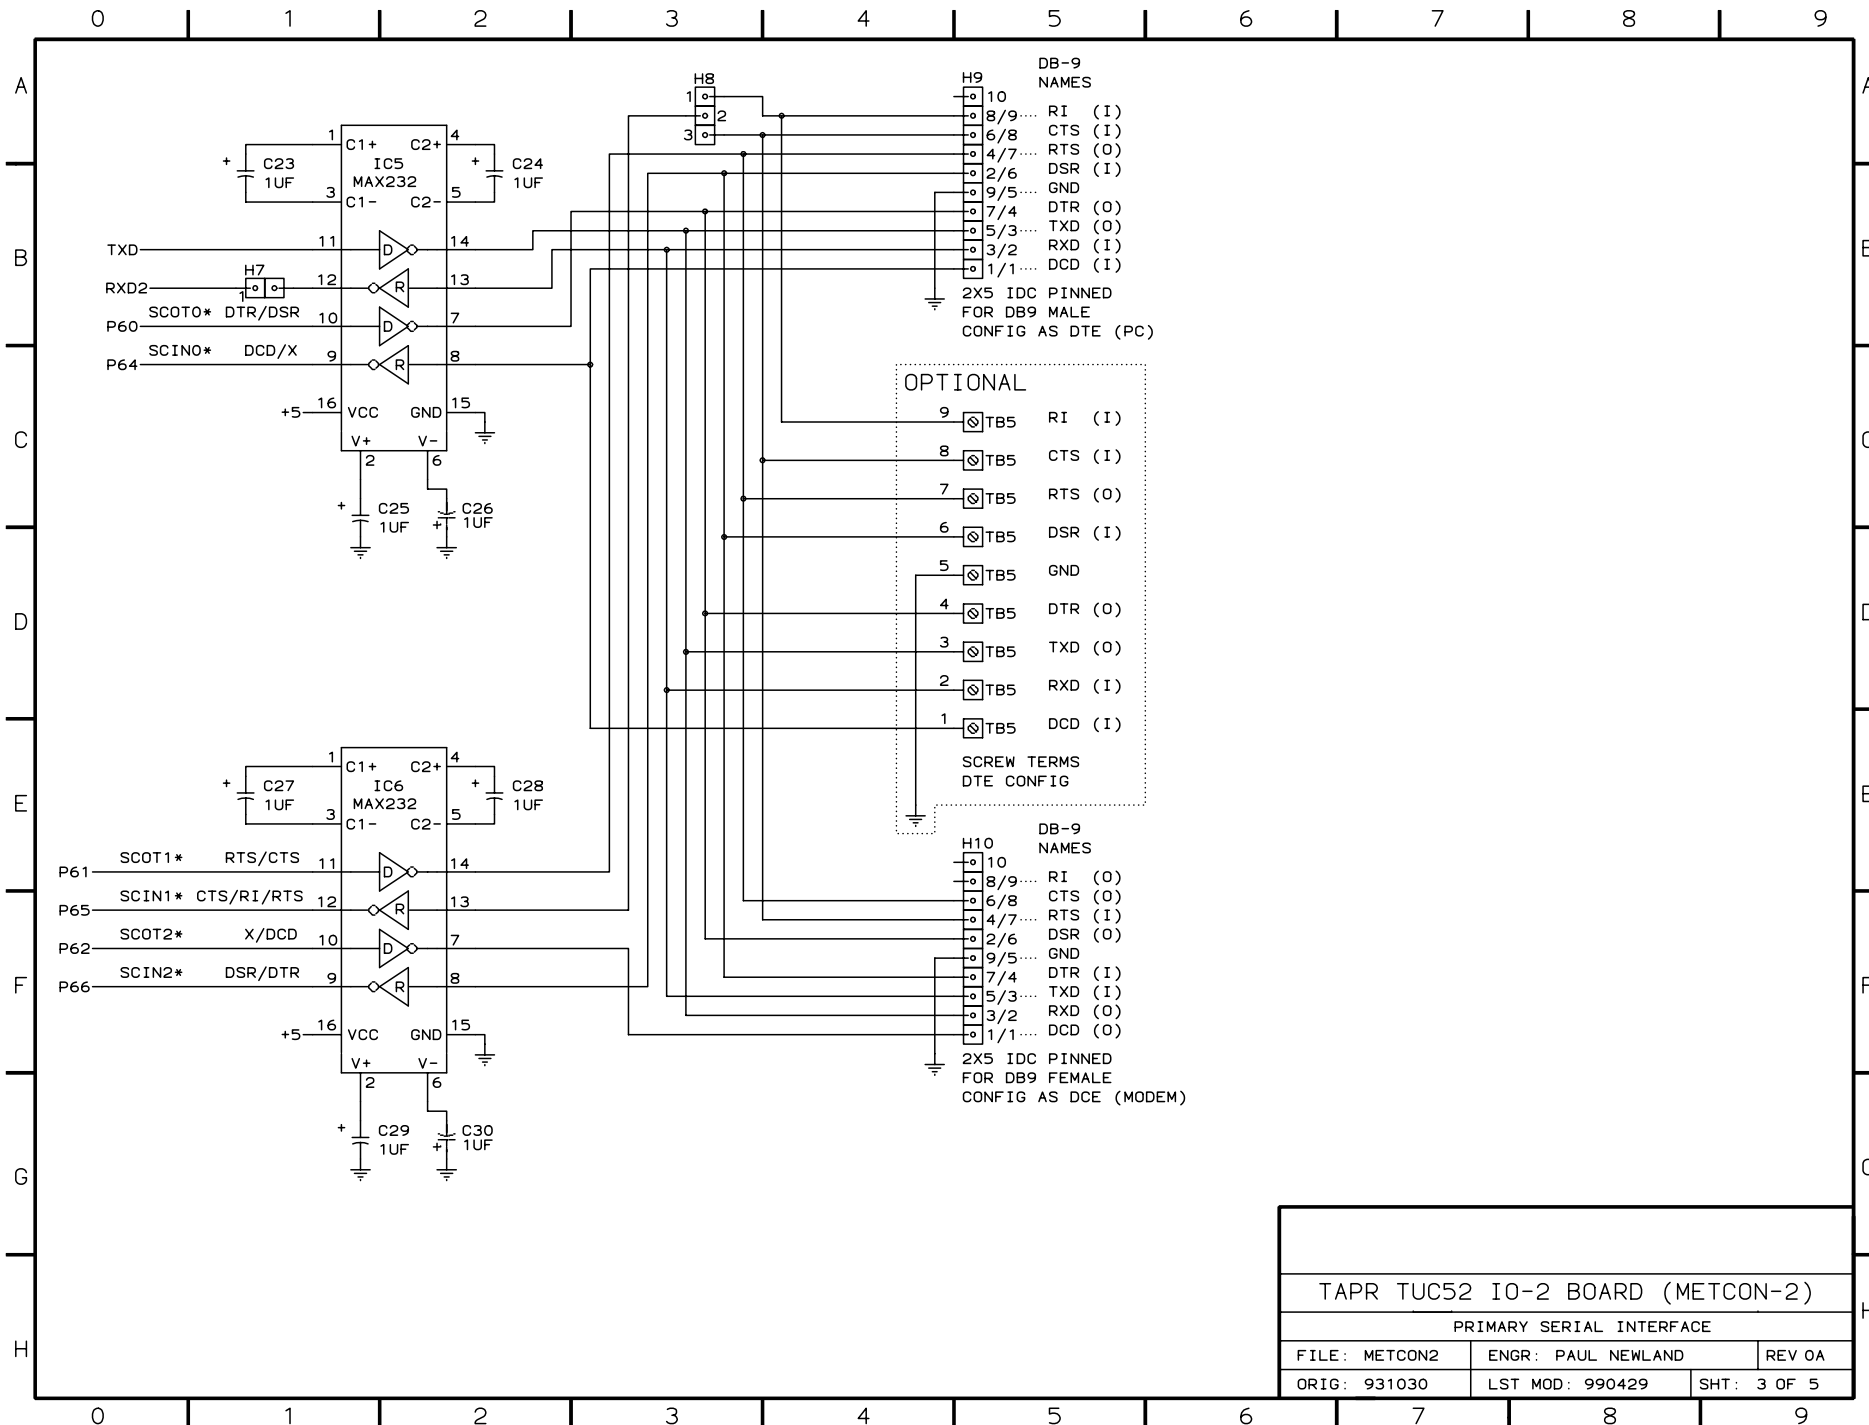 0 1 2 3 4 5 6 7 8 9
A A
B B
C C
D D
E E
F F
G G
H H
1 C1+ C2+ 4
IC5
MAX232
+ C23
1UF
+ C24
1UF
3 C1- C2- 5
TXD 11 D 14
RXD2 H7 1 12 R 13
P60 SCOT0* DTR/DSR 10 D 7
P64 SCIN0* DCD/X 9 R 8
+5 16 VCC GND 15
V+ V-
2 6
+ C25
1UF
+ C26
1UF
H8
1
2
3
DB-9
NAMES
H9
10
8/9 RI (I)
6/8 CTS (I)
4/7 RTS (O)
2/6 DSR (I)
9/5 GND
7/4 DTR (O)
5/3 TXD (O)
3/2 RXD (I)
1/1 DCD (I)
2X5 IDC PINNED
FOR DB9 MALE
CONFIG AS DTE (PC)
OPTIONAL
9 TB5 RI (I)
8 TB5 CTS (I)
7 TB5 RTS (O)
6 TB5 DSR (I)
5 TB5 GND
4 TB5 DTR (O)
3 TB5 TXD (O)
2 TB5 RXD (I)
1 TB5 DCD (I)
SCREW TERMS
DTE CONFIG
1 C1+ C2+ 4
IC6
MAX232
+ C27
1UF
+ C28
1UF
3 C1- C2- 5
P61 SCOT1* RTS/CTS 11 D 14
P65 SCIN1* CTS/RI/RTS 12 R 13
P62 SCOT2* X/DCD 10 D 7
P66 SCIN2* DSR/DTR 9 R 8
+5 16 VCC GND 15
V+ V-
2 6
+ C29
1UF
+ C30
1UF
DB-9
NAMES
H10
10
8/9 RI (O)
6/8 CTS (O)
4/7 RTS (I)
2/6 DSR (O)
9/5 GND
7/4 DTR (I)
5/3 TXD (I)
3/2 RXD (O)
1/1 DCD (O)
2X5 IDC PINNED
FOR DB9 FEMALE
CONFIG AS DCE (MODEM)
TAPR TUC52 IO-2 BOARD (METCON-2)
PRIMARY SERIAL INTERFACE
FILE: METCON2 ENGR: PAUL NEWLAND REV 0A
ORIG: 931030 LST MOD: 990429 SHT: 3 OF 5
0 1 2 3 4 5 6 7 8 9